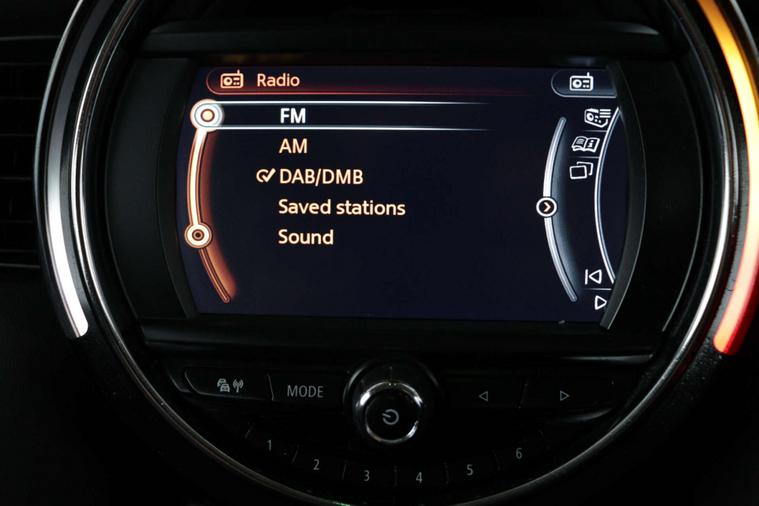 Radio
FM
AM
DAB/DMB
Saved stations
Sound
MODE
1 2 3 4 5 6